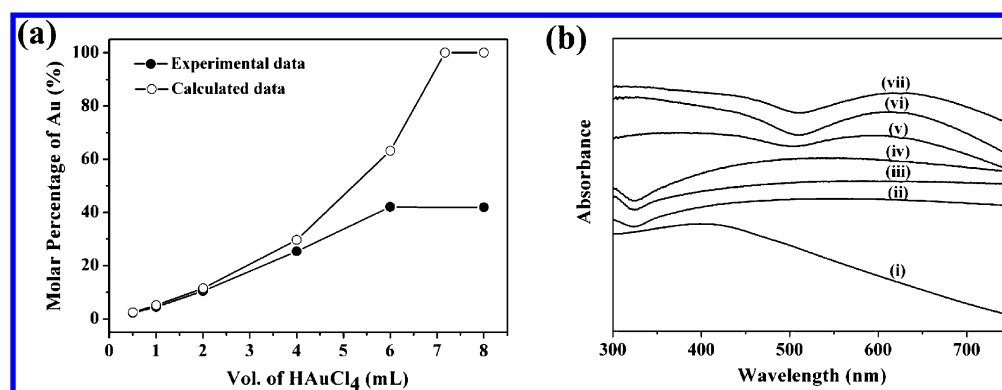 (a)
Molar Percentage of Au (%)
100
80
60
40
20
0
Experimental data
Calculated data
0 1 2 3 4 5 6 7 8
Vol. of HAuCl4 (mL)
(b)
Absorbance
(vii)
(vi)
(v)
(iv)
(iii)
(ii)
(i)
300 400 500 600 700
Wavelength (nm)